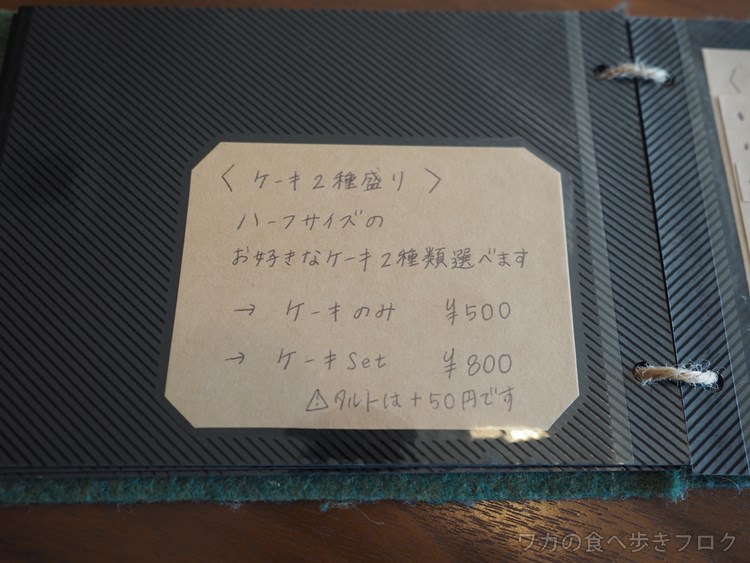 〈 ケーキ2種盛り 〉
ハーフサイズの
お好きなケーキ2種類選べます
→ ケーキのみ ¥500
→ ケーキSet ¥800
⚠タルトは+50円です
ワカの食べ歩きブログ